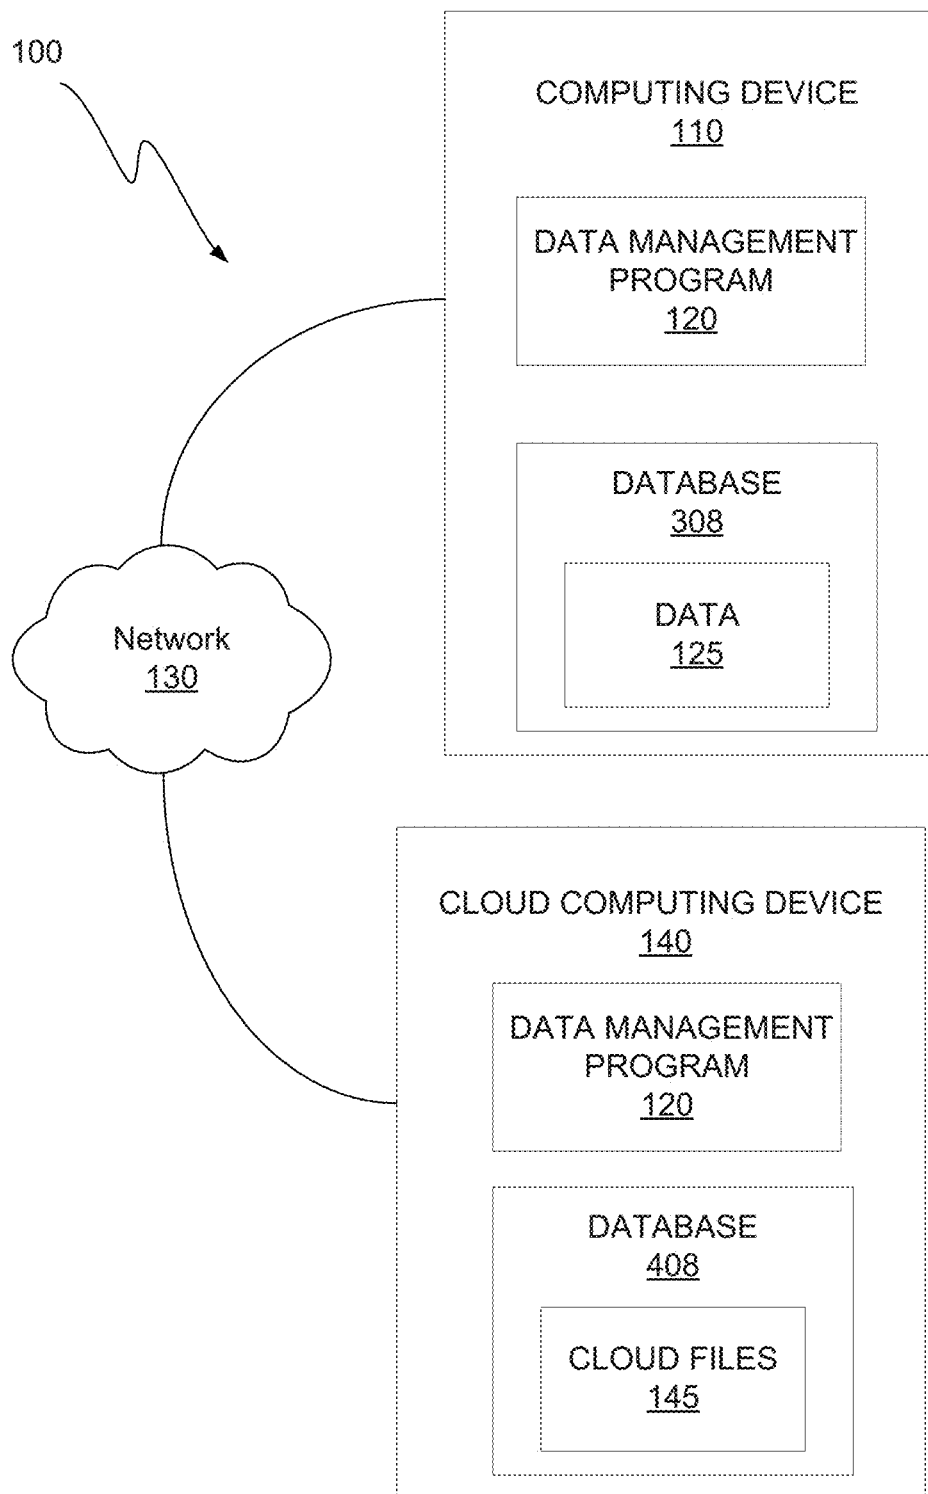 100
COMPUTING DEVICE
110
DATA MANAGEMENT
PROGRAM
120
DATABASE
308
DATA
125
Network
130
CLOUD COMPUTING DEVICE
140
DATA MANAGEMENT
PROGRAM
120
DATABASE
408
CLOUD FILES
145